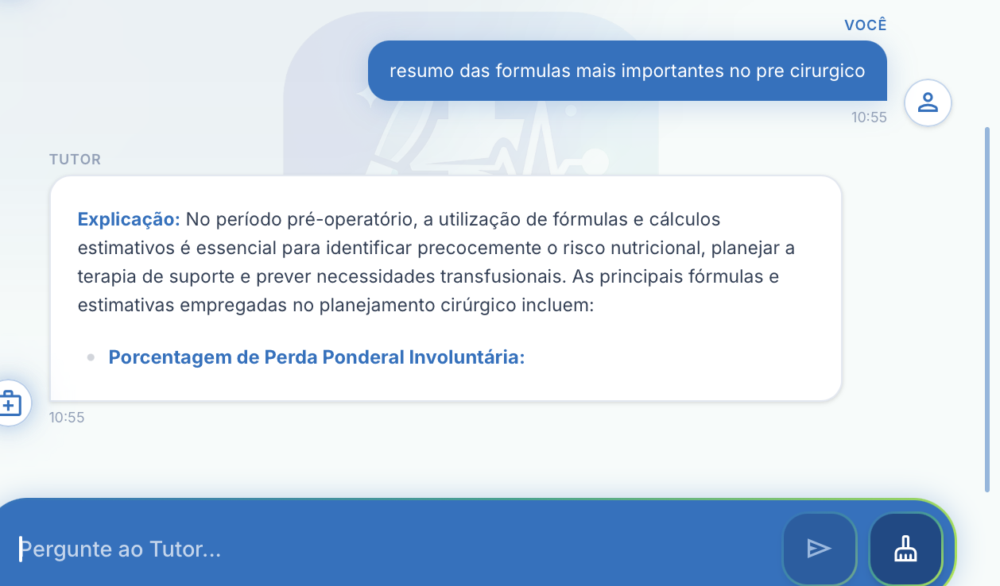 VOCÊ
resumo das formulas mais importantes no pre cirurgico
10:55
TUTOR
Explicação: No período pré-operatório, a utilização de fórmulas e cálculos
estimativos é essencial para identificar precocemente o risco nutricional, planejar a
terapia de suporte e prever necessidades transfusionais. As principais fórmulas e
estimativas empregadas no planejamento cirúrgico incluem:
Porcentagem de Perda Ponderal Involuntária:
10:55
Pergunte ao Tutor...